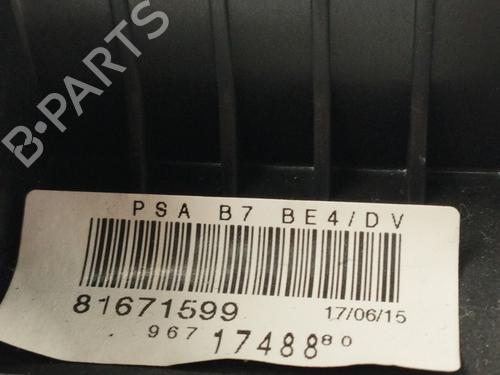 B-PARTS
PSA B7 BE4/DV
81671599 17/06/15
967 17488 80